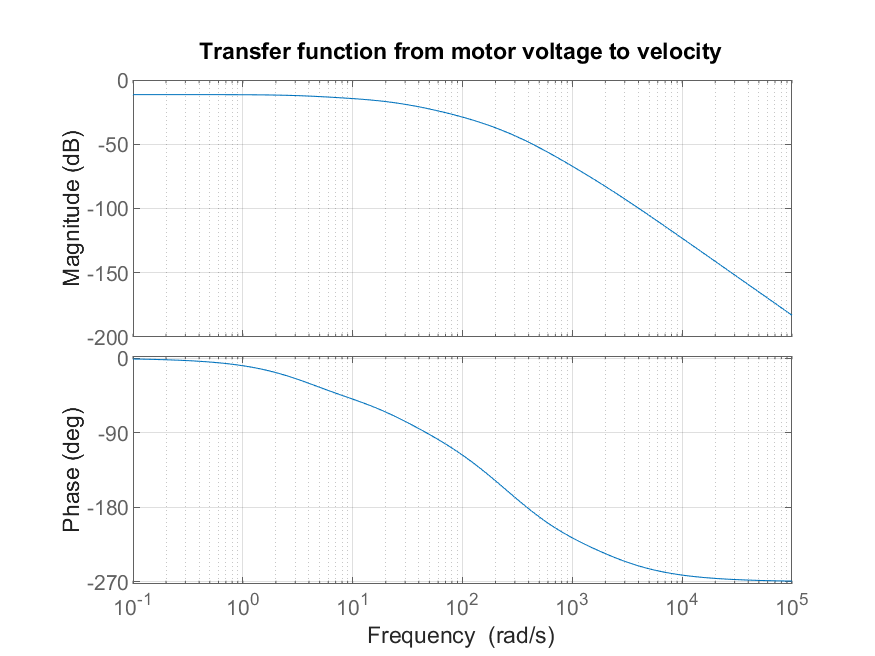 Transfer function from motor voltage to velocity
Magnitude (dB)
0
-50
-100
-150
-200
Phase (deg)
0
-90
-180
-270
10^-1 10^0 10^1 10^2 10^3 10^4 10^5
Frequency (rad/s)